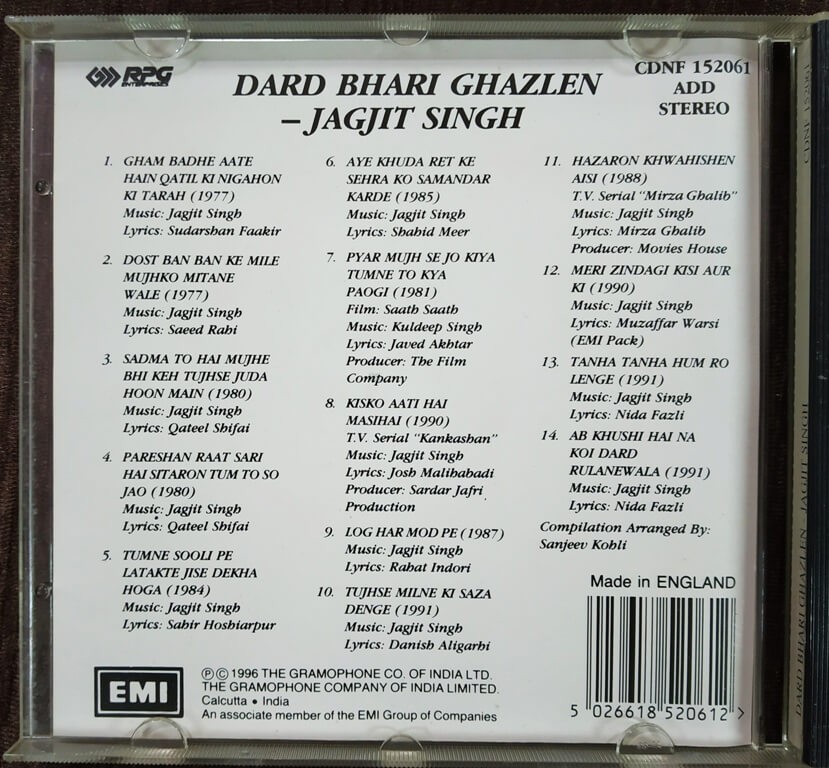 RPG
ENTERPRISES
DARD BHARI GHAZLEN
– JAGJIT SINGH
CDNF 152061
ADD
STEREO
1. GHAM BADHE AATE
HAIN QATIL KI NIGAHON
KI TARAH (1977)
Music: Jagjit Singh
Lyrics: Sudarshan Faakir
2. DOST BAN BAN KE MILE
MUJHKO MITANE
WALE (1977)
Music: Jagjit Singh
Lyrics: Saeed Rahi
3. SADMA TO HAI MUJHE
BHI KEH TUJHSE JUDA
HOON MAIN (1980)
Music: Jagjit Singh
Lyrics: Qateel Shifai
4. PARESHAN RAAT SARI
HAI SITARON TUM TO SO
JAO (1980)
Music: Jagjit Singh
Lyrics: Qateel Shifai
5. TUMNE SOOLI PE
LATAKTE JISE DEKHA
HOGA (1984)
Music: Jagjit Singh
Lyrics: Sahir Hoshiarpur
6. AYE KHUDA RET KE
SEHRA KO SAMANDAR
KARDE (1985)
Music: Jagjit Singh
Lyrics: Shahid Meer
7. PYAR MUJH SE JO KIYA
TUMNE TO KYA
PAOGI (1981)
Film: Saath Saath
Music: Kuldeep Singh
Lyrics: Javed Akhtar
Producer: The Film
Company
8. KISKO AATI HAI
MASIHAI (1990)
T.V. Serial "Kankashan"
Music: Jagjit Singh
Lyrics: Josh Malihabadi
Producer: Sardar Jafri
Production
9. LOG HAR MOD PE (1987)
Music: Jagjit Singh
Lyrics: Rahat Indori
10. TUJHSE MILNE KI SAZA
DENGE (1991)
Music: Jagjit Singh
Lyrics: Danish Aligarhi
11. HAZARON KHWAHISHEN
AISI (1988)
T.V. Serial "Mirza Ghalib"
Music: Jagjit Singh
Lyrics: Mirza Ghalib
Producer: Movies House
12. MERI ZINDAGI KISI AUR
KI (1990)
Music: Jagjit Singh
Lyrics: Muzaffar Warsi
(EMI Pack)
13. TANHA TANHA HUM RO
LENGE (1991)
Music: Jagjit Singh
Lyrics: Nida Fazli
14. AB KHUSHI HAI NA
KOI DARD
RULANEWALA (1991)
Music: Jagjit Singh
Lyrics: Nida Fazli
Compilation Arranged By:
Sanjeev Kohli
Made in ENGLAND
5 026618 520612 >
EMI
℗ © 1996 THE GRAMOPHONE CO. OF INDIA LTD.
THE GRAMOPHONE COMPANY OF INDIA LIMITED.
Calcutta • India
An associate member of the EMI Group of Companies
DARD BHARI GHAZLEN - JAGJIT SINGH
CDNF 152061